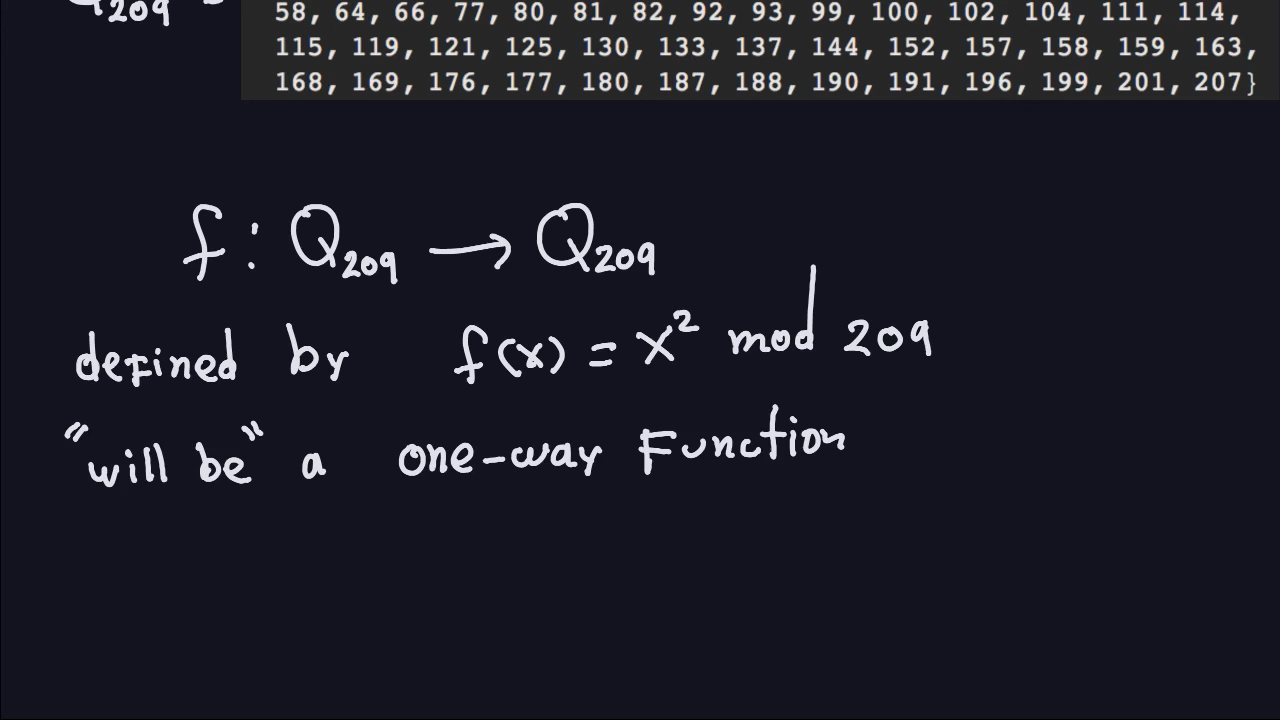 Q209 =
58, 64, 66, 77, 80, 81, 82, 92, 93, 99, 100, 102, 104, 111, 114,
115, 119, 121, 125, 130, 133, 137, 144, 152, 157, 158, 159, 163,
168, 169, 176, 177, 180, 187, 188, 190, 191, 196, 199, 201, 207}
f : Q₂₀₉ → Q₂₀₉
defined by f(x) = x² mod 209
"will be" a one-way Function